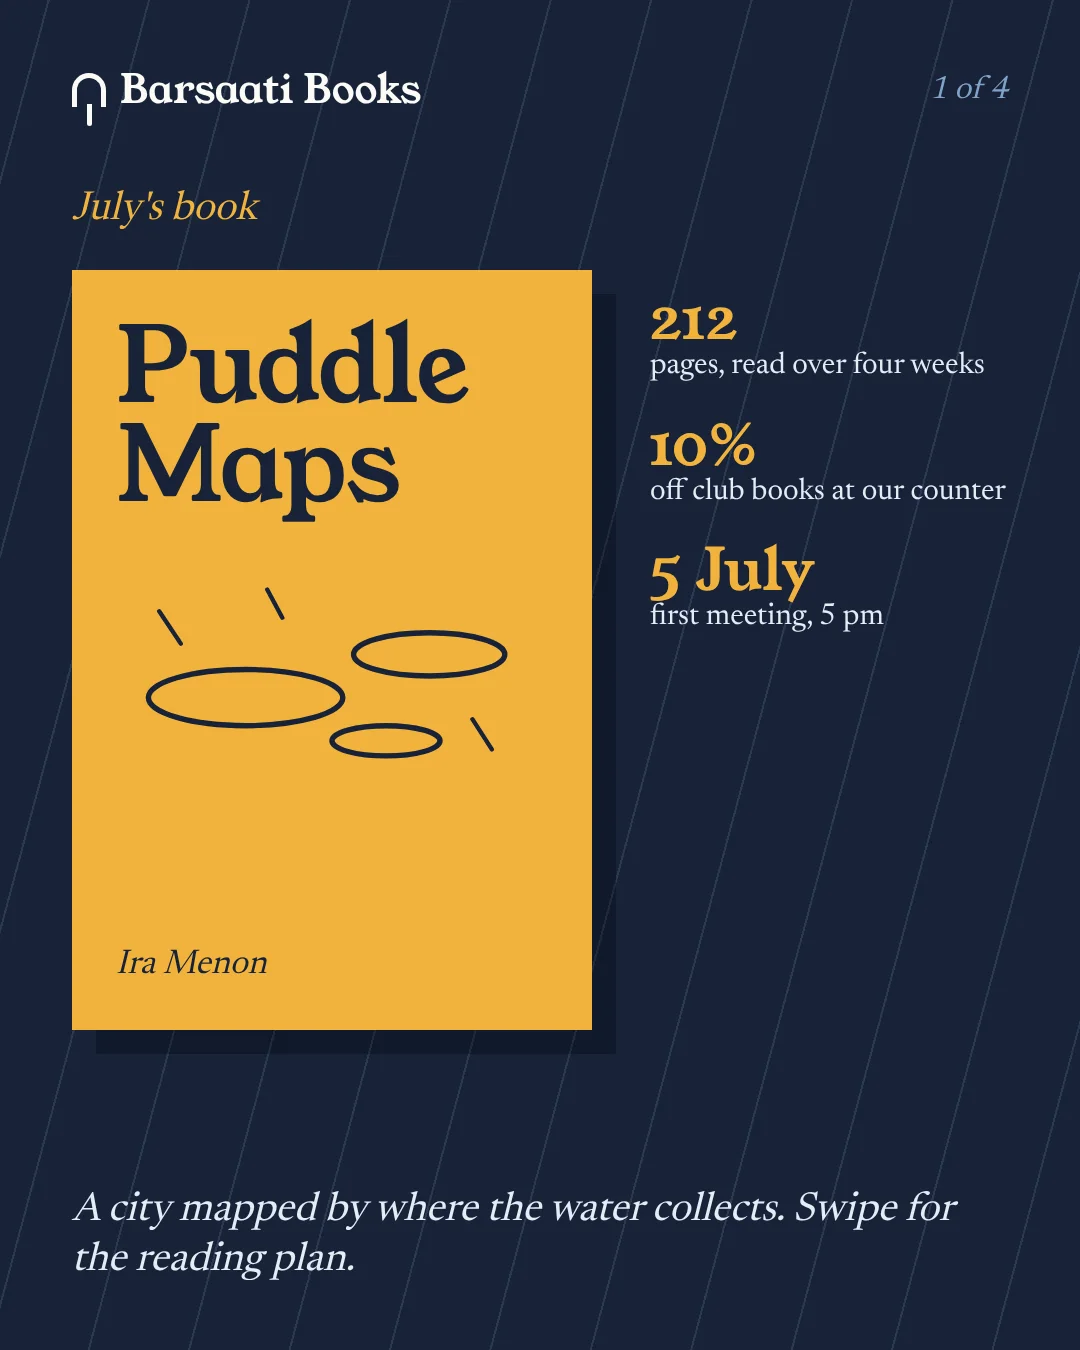 Barsaati Books
1 of 4
July's book
Puddle
Maps
Ira Menon
212
pages, read over four weeks
10%
off club books at our counter
5 July
first meeting, 5 pm
A city mapped by where the water collects. Swipe for
the reading plan.